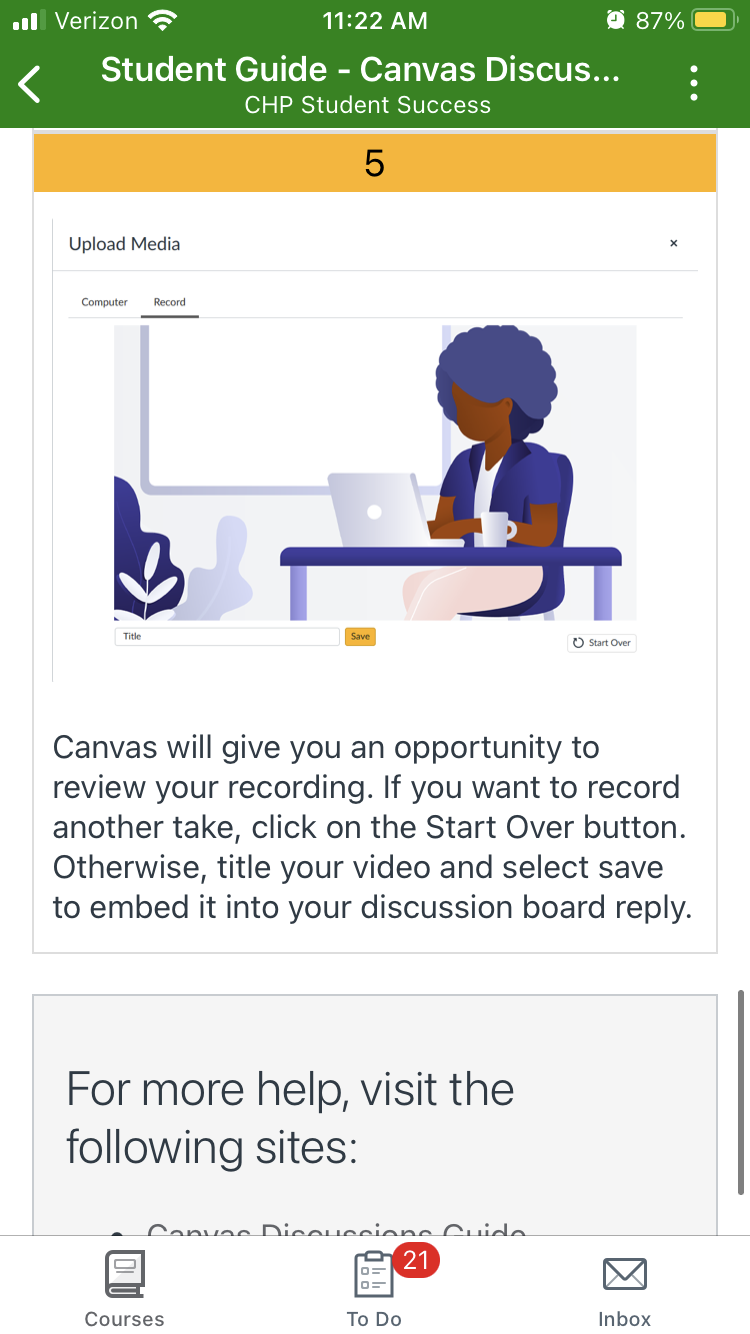 Verizon 11:22 AM 87%
Student Guide - Canvas Discus...
CHP Student Success
5
Upload Media ×
Computer Record
Title Save Start Over
Canvas will give you an opportunity to
review your recording. If you want to record
another take, click on the Start Over button.
Otherwise, title your video and select save
to embed it into your discussion board reply.
For more help, visit the
following sites:
• Canvas Discussions Guide
21
Courses To Do Inbox